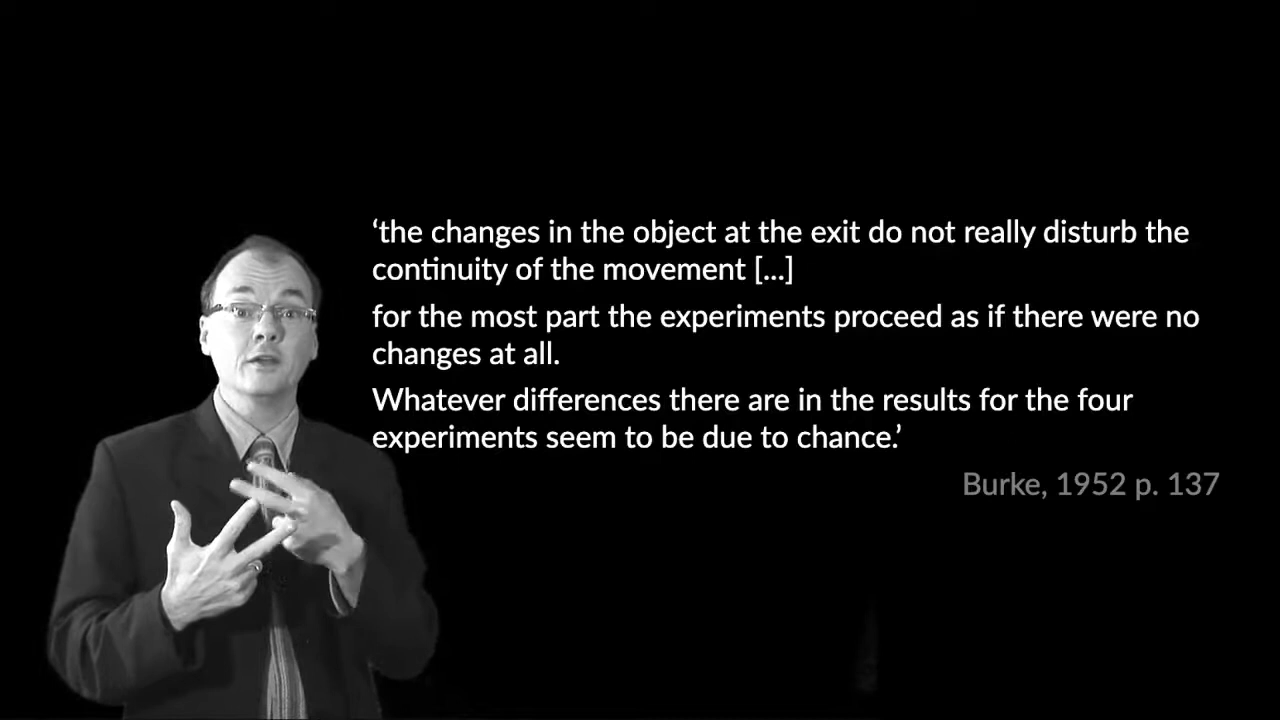 ‘the changes in the object at the exit do not really disturb the
continuity of the movement [...]
for the most part the experiments proceed as if there were no
changes at all.
Whatever differences there are in the results for the four
experiments seem to be due to chance.’
Burke, 1952 p. 137